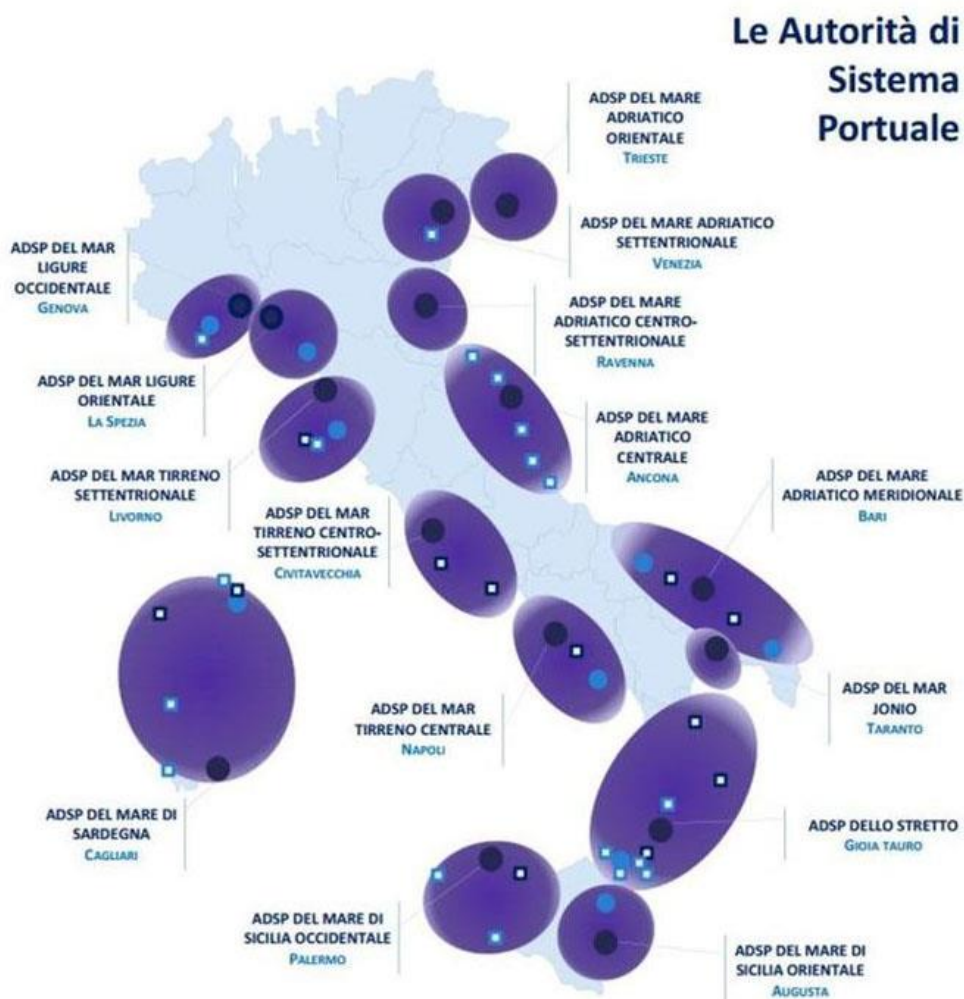 Le Autorità di
Sistema
Portuale
ADSP DEL MARE
ADRIATICO
ORIENTALE
TRIESTE
ADSP DEL MARE ADRIATICO
SETTENTRIONALE
VENEZIA
ADSP DEL MAR
LIGURE
OCCIDENTALE
GENOVA
ADSP DEL MARE
ADRIATICO CENTRO-
SETTENTRIONALE
RAVENNA
ADSP DEL MAR LIGURE
ORIENTALE
LA SPEZIA
ADSP DEL MARE
ADRIATICO
CENTRALE
ANCONA
ADSP DEL MAR TIRRENO
SETTENTRIONALE
LIVORNO
ADSP DEL MARE
ADRIATICO MERIDIONALE
BARI
ADSP DEL MAR
TIRRENO CENTRO-
SETTENTRIONALE
CIVITAVECCHIA
ADSP DEL MAR
JONIO
TARANTO
ADSP DEL MAR
TIRRENO CENTRALE
NAPOLI
ADSP DEL MARE DI
SARDEGNA
CAGLIARI
ADSP DELLO STRETTO
GIOIA TAURO
ADSP DEL MARE DI
SICILIA OCCIDENTALE
PALERMO
ADSP DEL MARE DI
SICILIA ORIENTALE
AUGUSTA